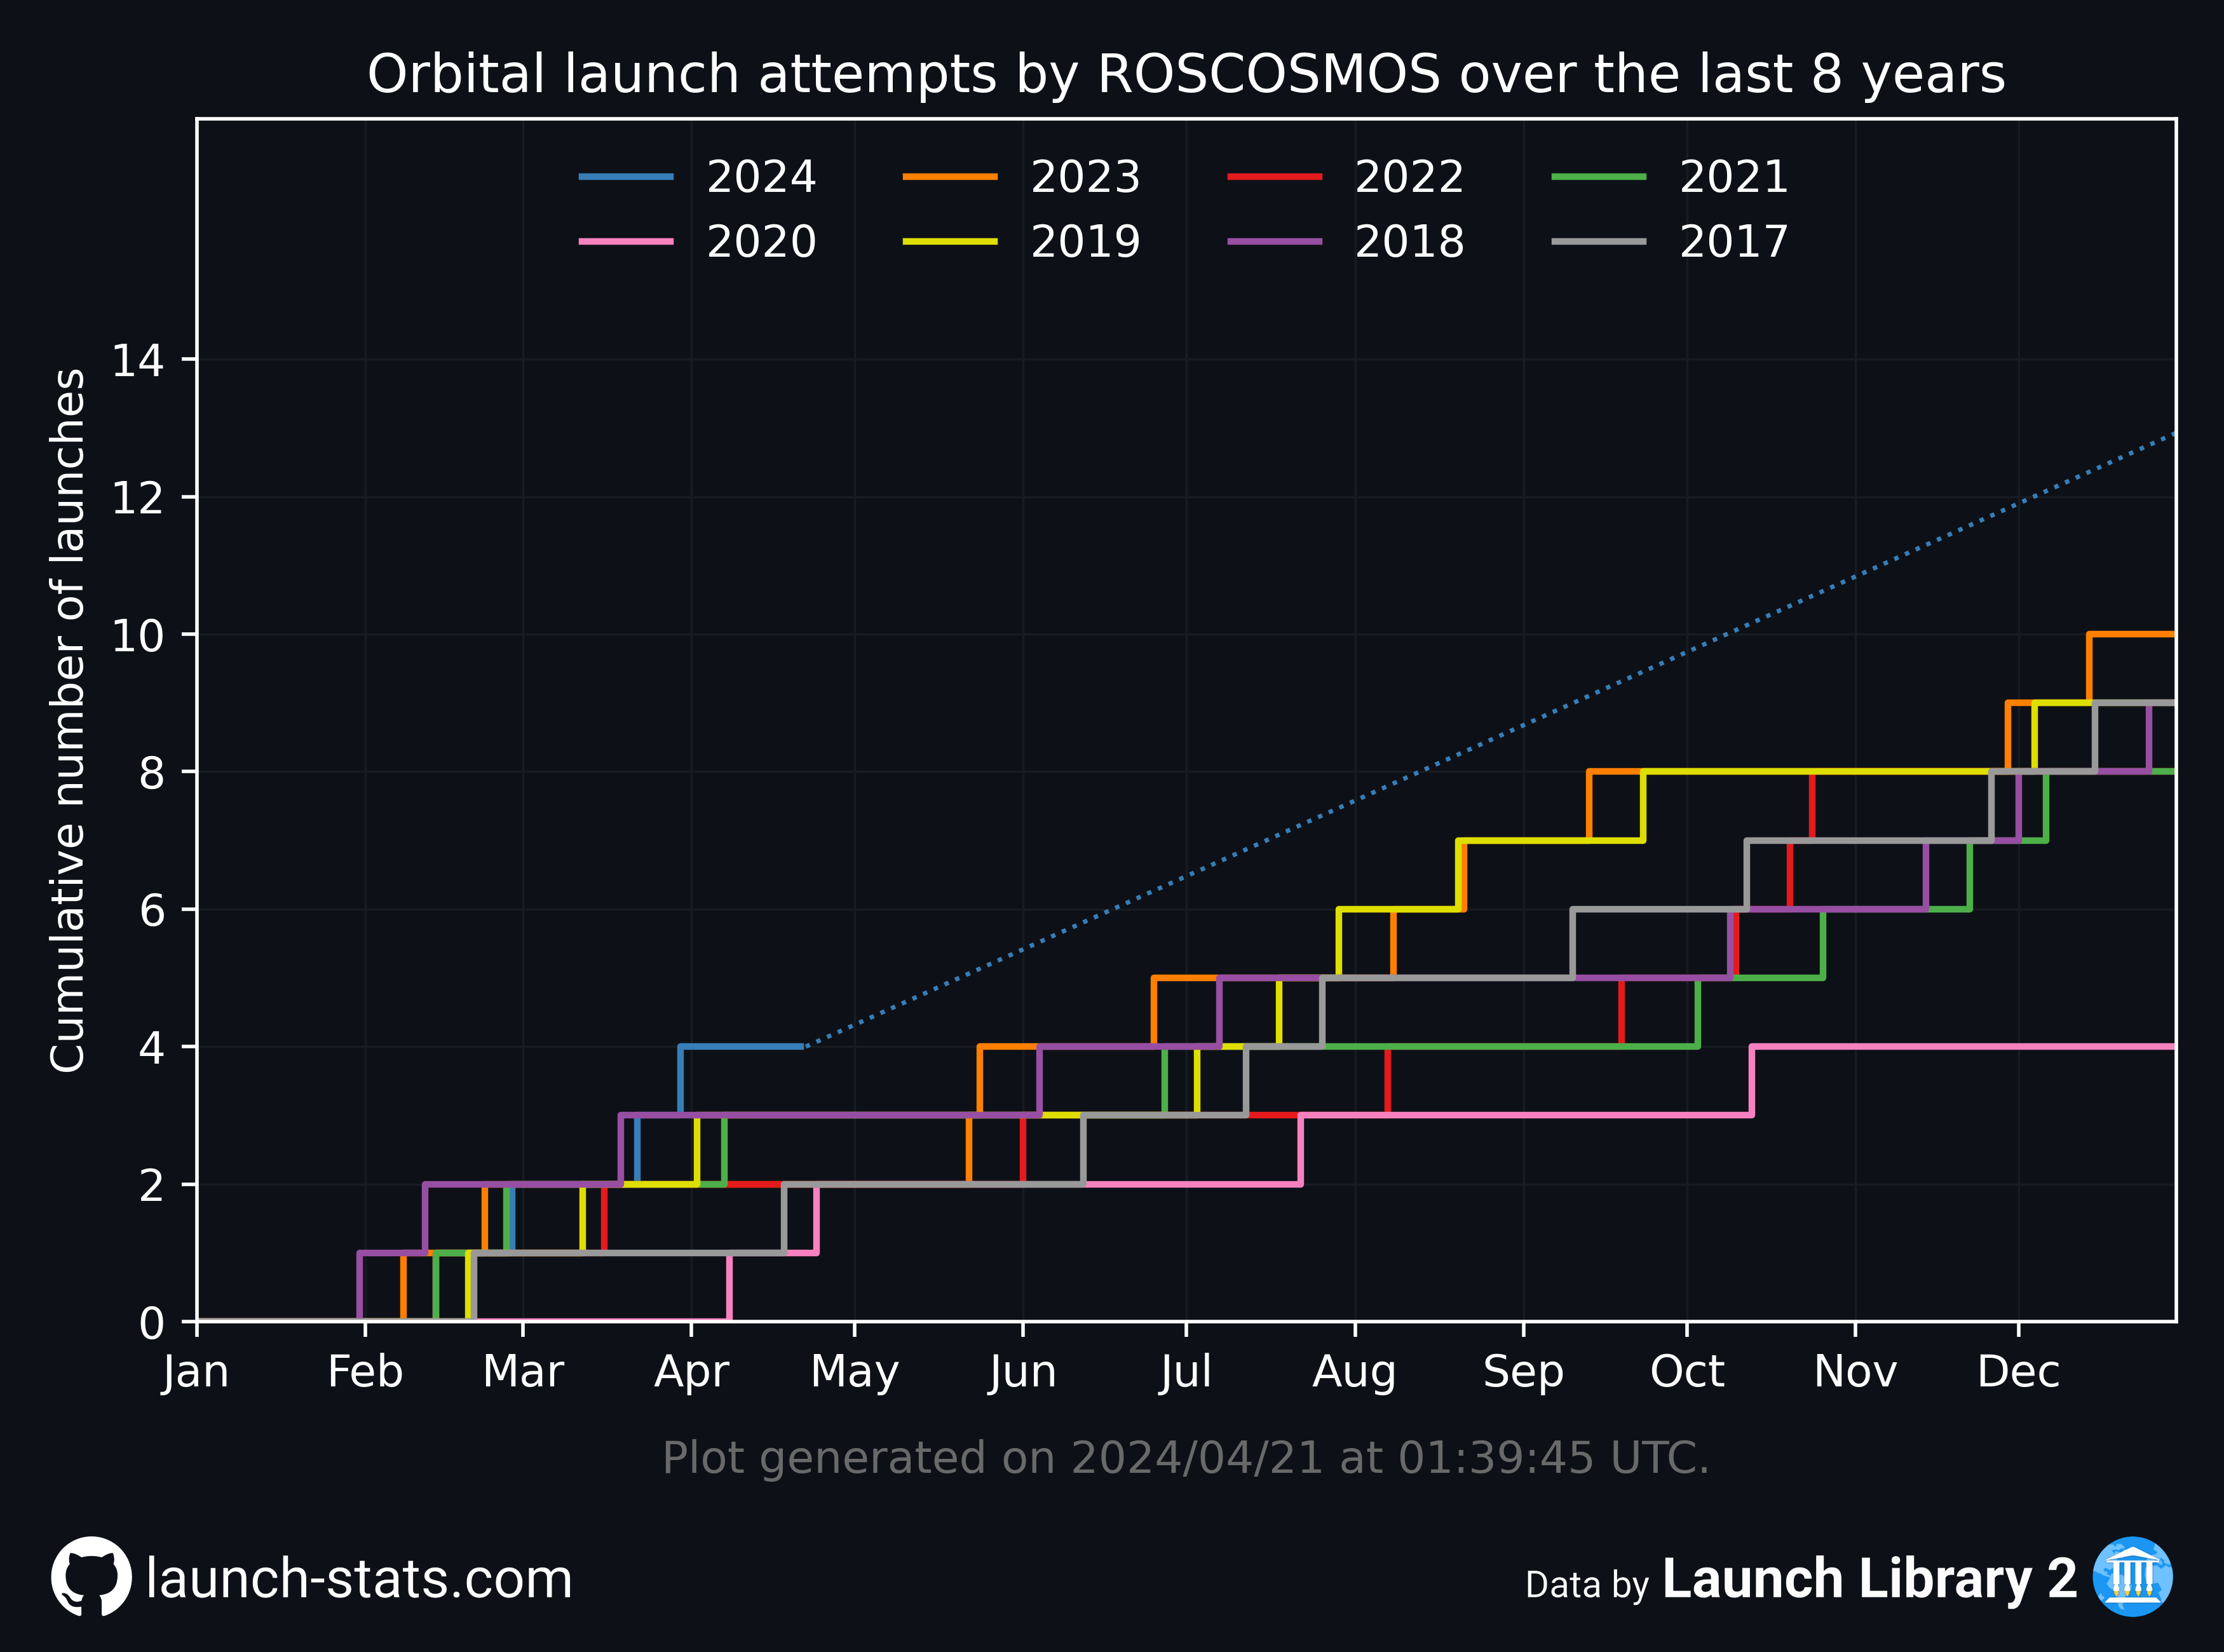 Orbital launch attempts by ROSCOSMOS over the last 8 years
2024 2023 2022 2021
2020 2019 2018 2017
Cumulative number of launches
14
12
10
8
6
4
2
0
Jan Feb Mar Apr May Jun Jul Aug Sep Oct Nov Dec
Plot generated on 2024/04/21 at 01:39:45 UTC.
launch-stats.com
Data by Launch Library 2